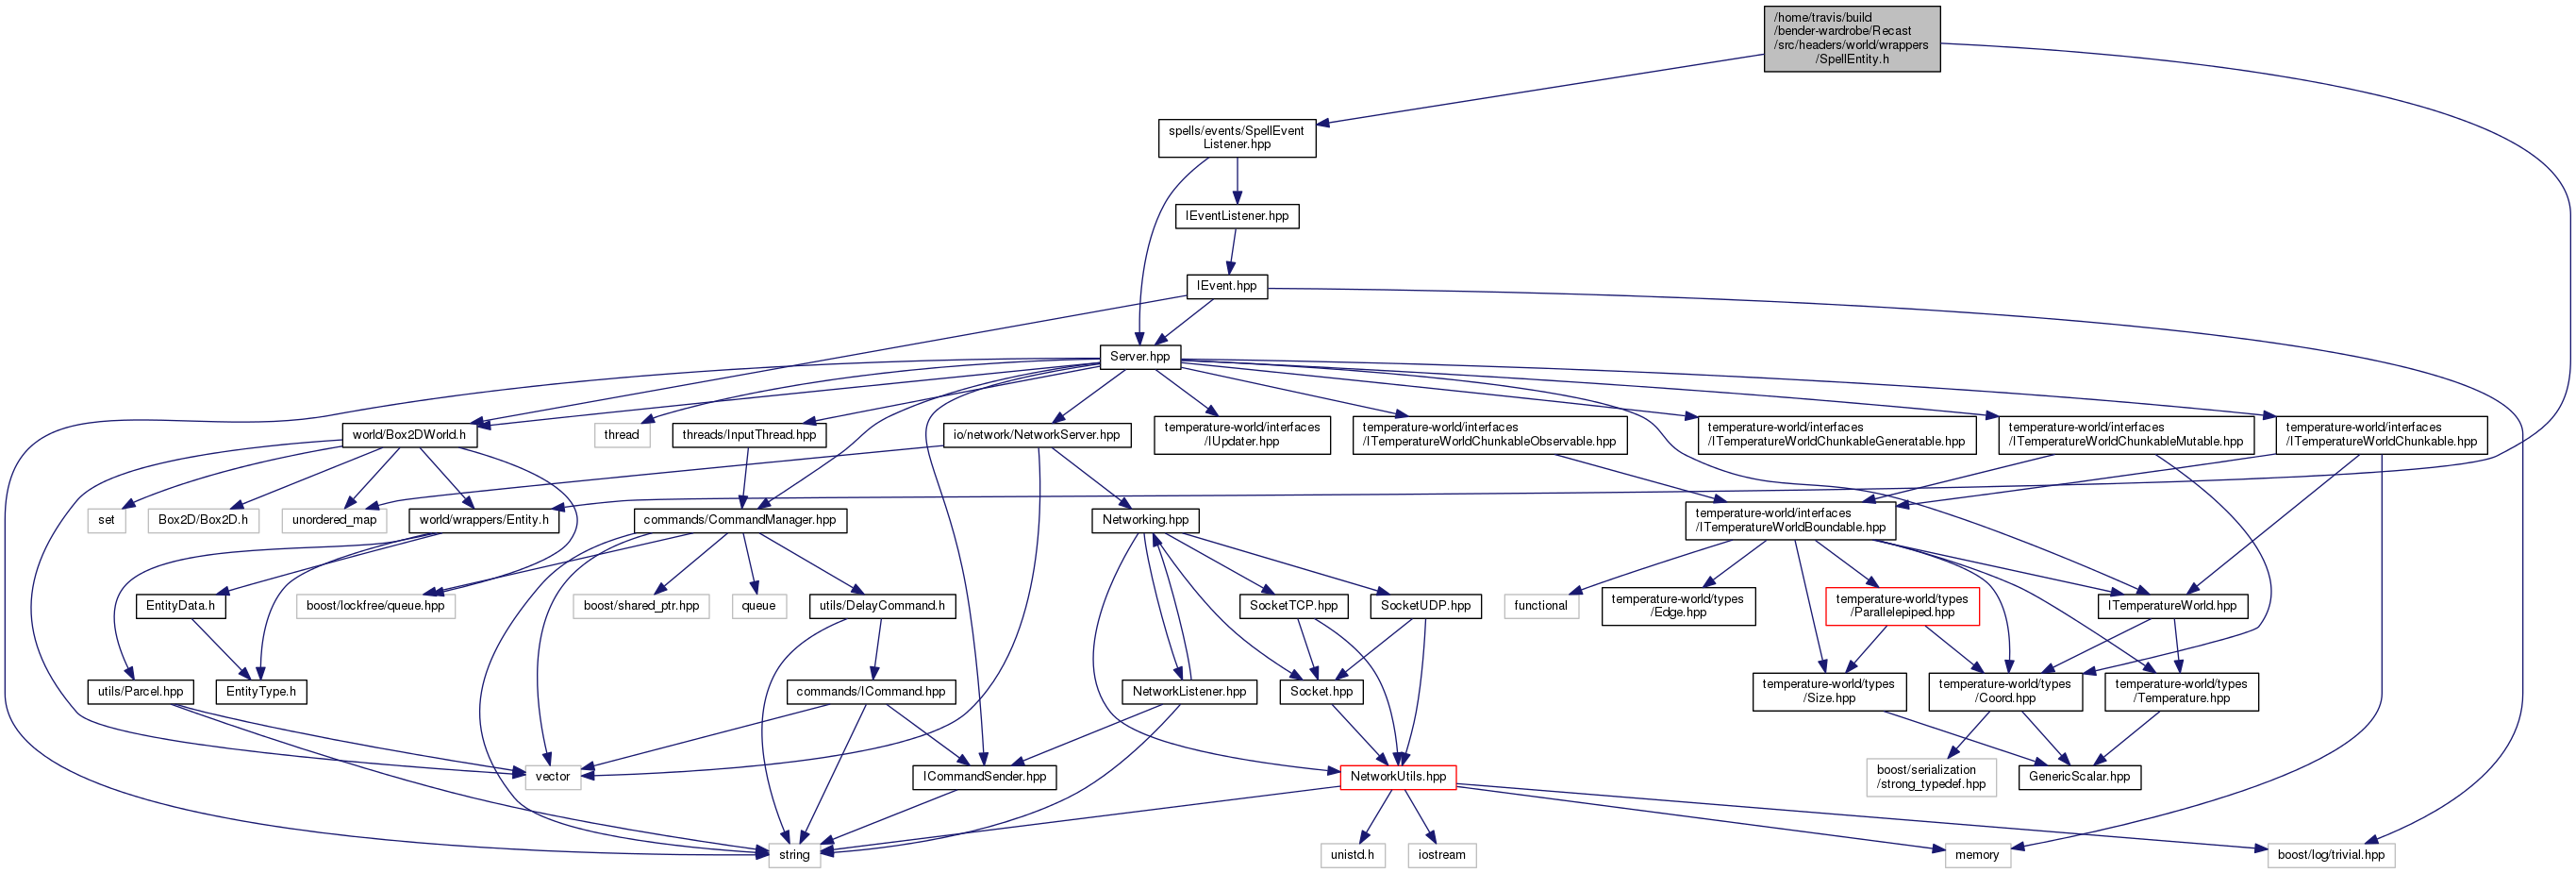 /home/travis/build
/bender-wardrobe/Recast
/src/headers/world/wrappers
/SpellEntity.h
spells/events/SpellEvent
Listener.hpp
IEventListener.hpp
IEvent.hpp
Server.hpp
world/Box2DWorld.h
thread
threads/InputThread.hpp
io/network/NetworkServer.hpp
temperature-world/interfaces
/IUpdater.hpp
temperature-world/interfaces
/ITemperatureWorldChunkableObservable.hpp
temperature-world/interfaces
/ITemperatureWorldChunkableGeneratable.hpp
temperature-world/interfaces
/ITemperatureWorldChunkableMutable.hpp
temperature-world/interfaces
/ITemperatureWorldChunkable.hpp
set
Box2D/Box2D.h
unordered_map
world/wrappers/Entity.h
commands/CommandManager.hpp
Networking.hpp
temperature-world/interfaces
/ITemperatureWorldBoundable.hpp
EntityData.h
boost/lockfree/queue.hpp
boost/shared_ptr.hpp
queue
utils/DelayCommand.h
SocketTCP.hpp
SocketUDP.hpp
functional
temperature-world/types
/Edge.hpp
temperature-world/types
/Parallelepiped.hpp
ITemperatureWorld.hpp
utils/Parcel.hpp
EntityType.h
commands/ICommand.hpp
NetworkListener.hpp
Socket.hpp
temperature-world/types
/Size.hpp
temperature-world/types
/Coord.hpp
temperature-world/types
/Temperature.hpp
vector
ICommandSender.hpp
NetworkUtils.hpp
boost/serialization
/strong_typedef.hpp
GenericScalar.hpp
string
unistd.h
iostream
memory
boost/log/trivial.hpp